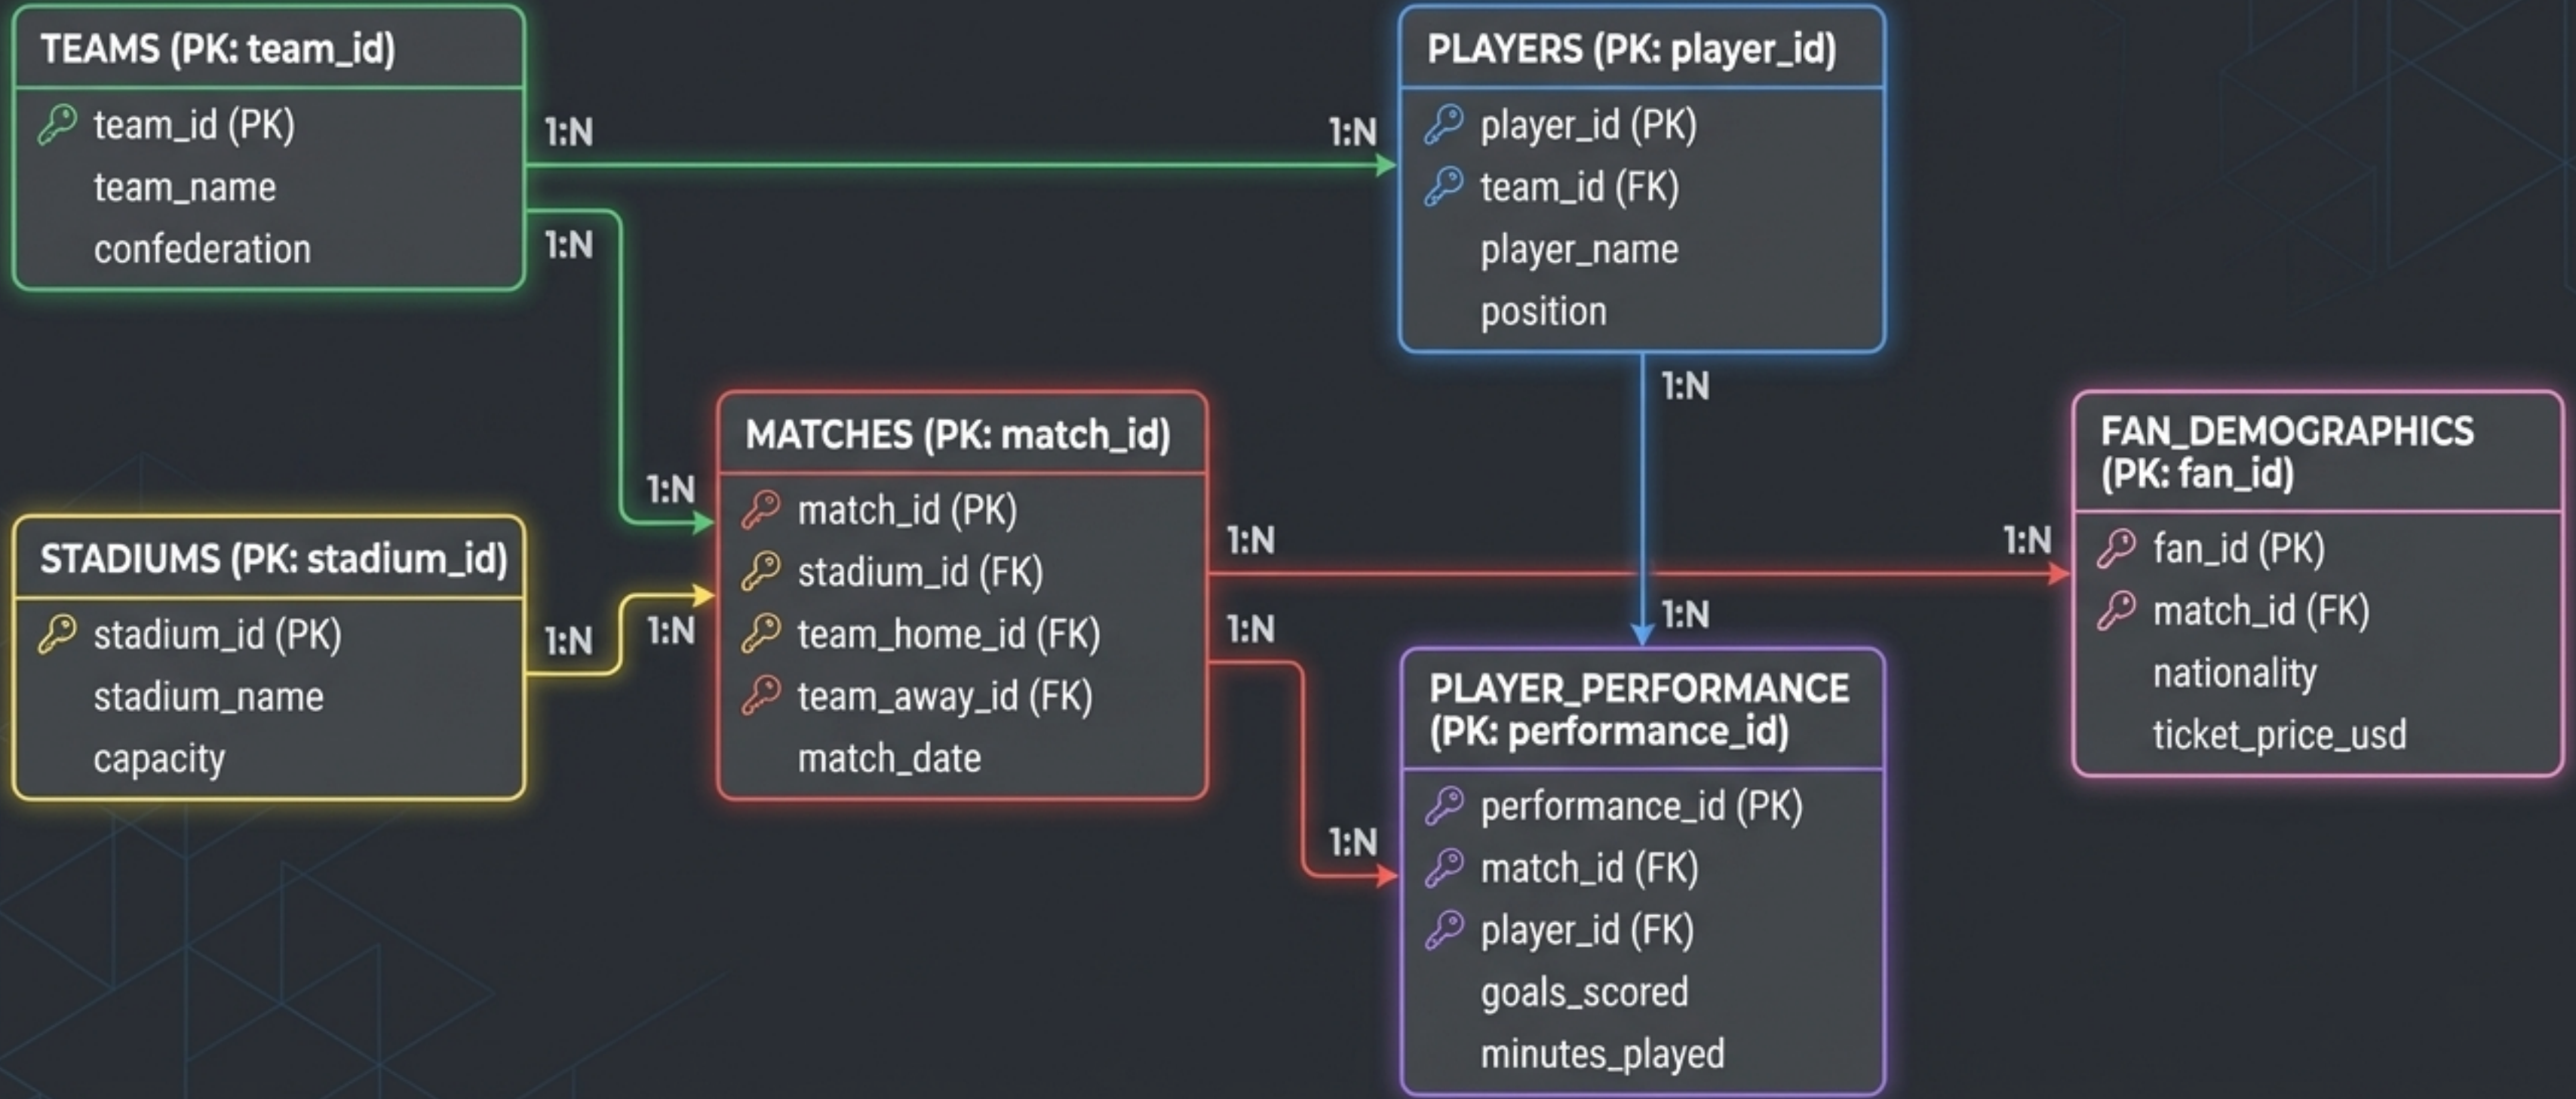 TEAMS (PK: team_id)
team_id (PK)
team_name
confederation
1:N
1:N
1:N
1:N
PLAYERS (PK: player_id)
player_id (PK)
team_id (FK)
player_name
position
1:N
1:N
STADIUMS (PK: stadium_id)
stadium_id (PK)
stadium_name
capacity
1:N
1:N
MATCHES (PK: match_id)
match_id (PK)
stadium_id (FK)
team_home_id (FK)
team_away_id (FK)
match_date
1:N
1:N
1:N
1:N
FAN_DEMOGRAPHICS
(PK: fan_id)
fan_id (PK)
match_id (FK)
nationality
ticket_price_usd
PLAYER_PERFORMANCE
(PK: performance_id)
performance_id (PK)
match_id (FK)
player_id (FK)
goals_scored
minutes_played